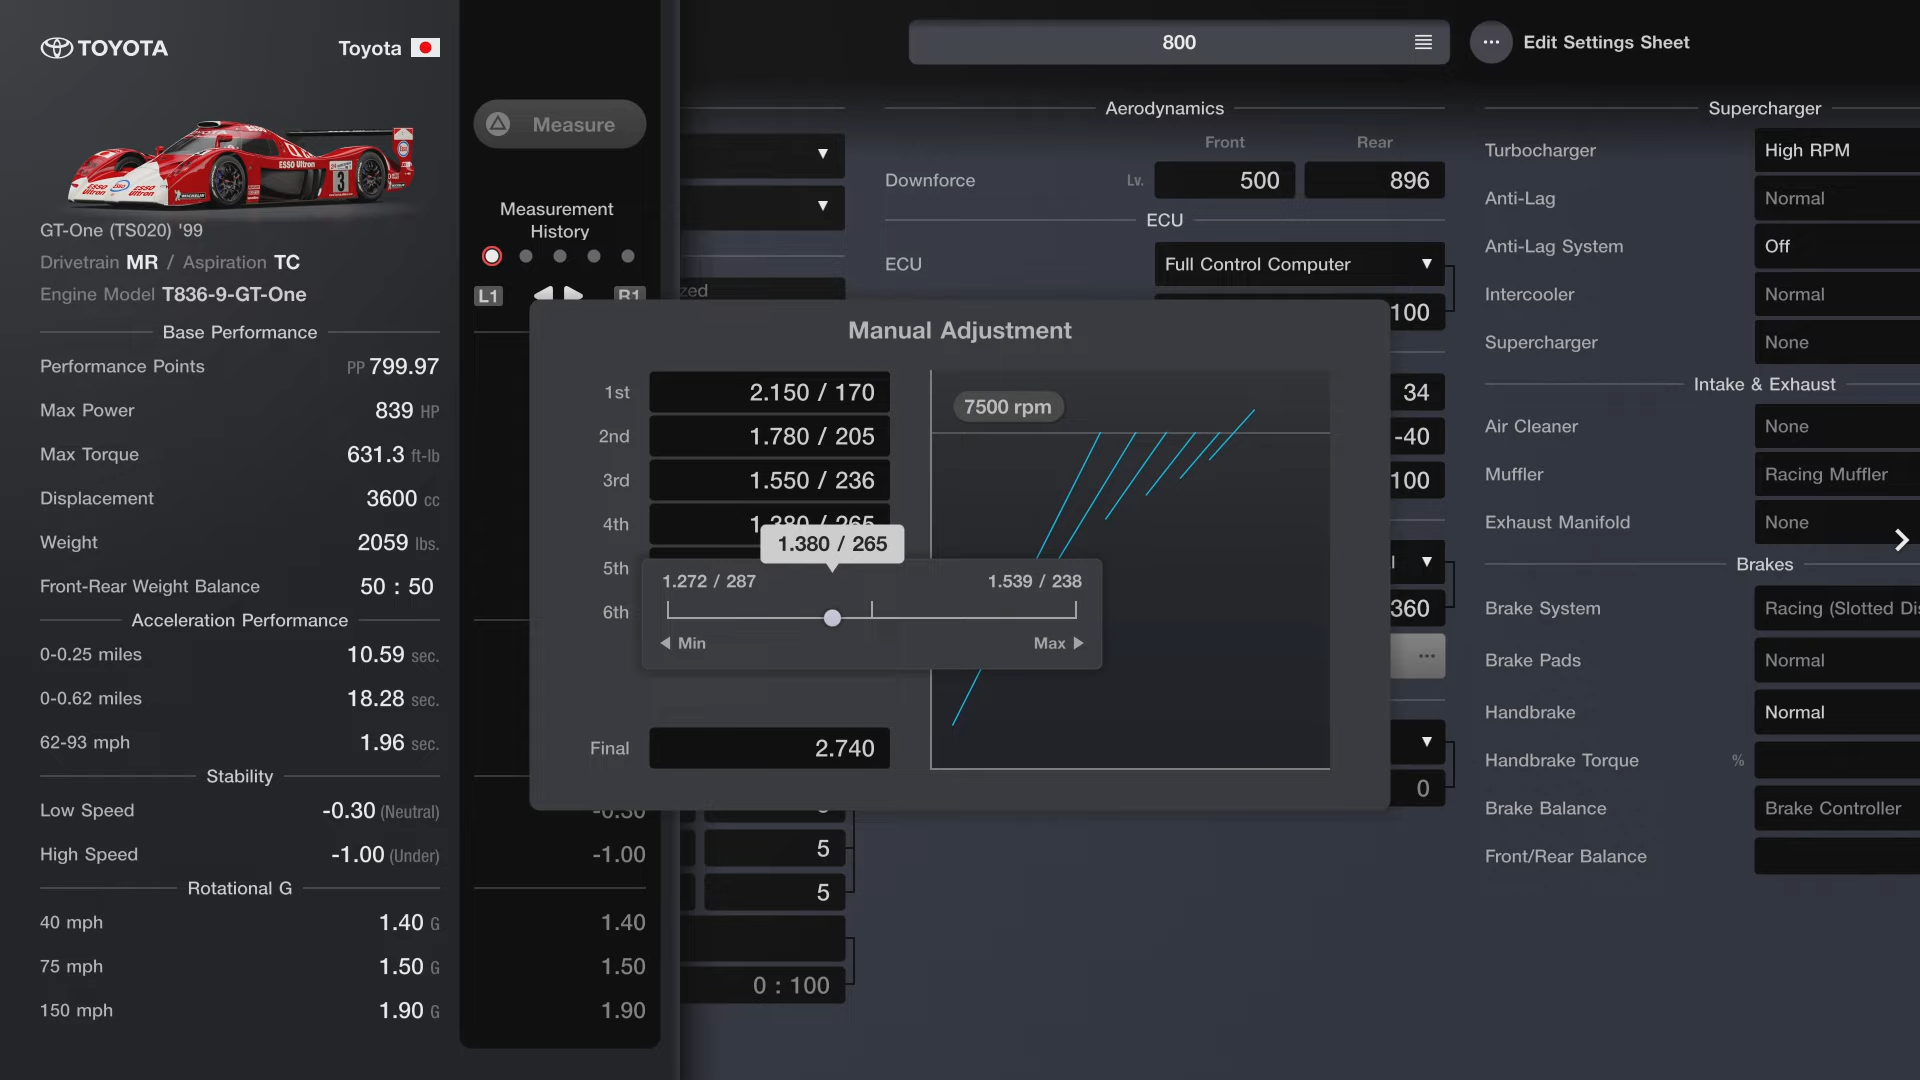 TOYOTA
Toyota
GT-One (TS020) '99
Drivetrain MR / Aspiration TC
Engine Model T836-9-GT-One
Base Performance
Performance Points PP 799.97
Max Power 839 HP
Max Torque 631.3 ft-lb
Displacement 3600 cc
Weight 2059 lbs.
Front-Rear Weight Balance 50 : 50
Acceleration Performance
0-0.25 miles 10.59 sec.
0-0.62 miles 18.28 sec.
62-93 mph 1.96 sec.
Stability
Low Speed -0.30 (Neutral)
High Speed -1.00 (Under)
Rotational G
40 mph 1.40 G
75 mph 1.50 G
150 mph 1.90 G
Measure
Measurement
History
L1 R1
-0.30
-1.00
1.40
1.50
1.90
800
Edit Settings Sheet
Aerodynamics
Front Rear
Downforce Lv. 500 896
ECU
ECU Full Control Computer
100
34
-40
100
360
0
5
5
0 : 100
Manual Adjustment
1st 2.150 / 170
2nd 1.780 / 205
3rd 1.550 / 236
4th 1.380 / 265
1.380 / 265
5th
1.272 / 287 1.539 / 238
6th
Min Max
Final 2.740
7500 rpm
Supercharger
Turbocharger High RPM
Anti-Lag Normal
Anti-Lag System Off
Intercooler Normal
Supercharger None
Intake & Exhaust
Air Cleaner None
Muffler Racing Muffler
Exhaust Manifold None
Brakes
Brake System Racing (Slotted Dis
Brake Pads Normal
Handbrake Normal
Handbrake Torque %
Brake Balance Brake Controller
Front/Rear Balance